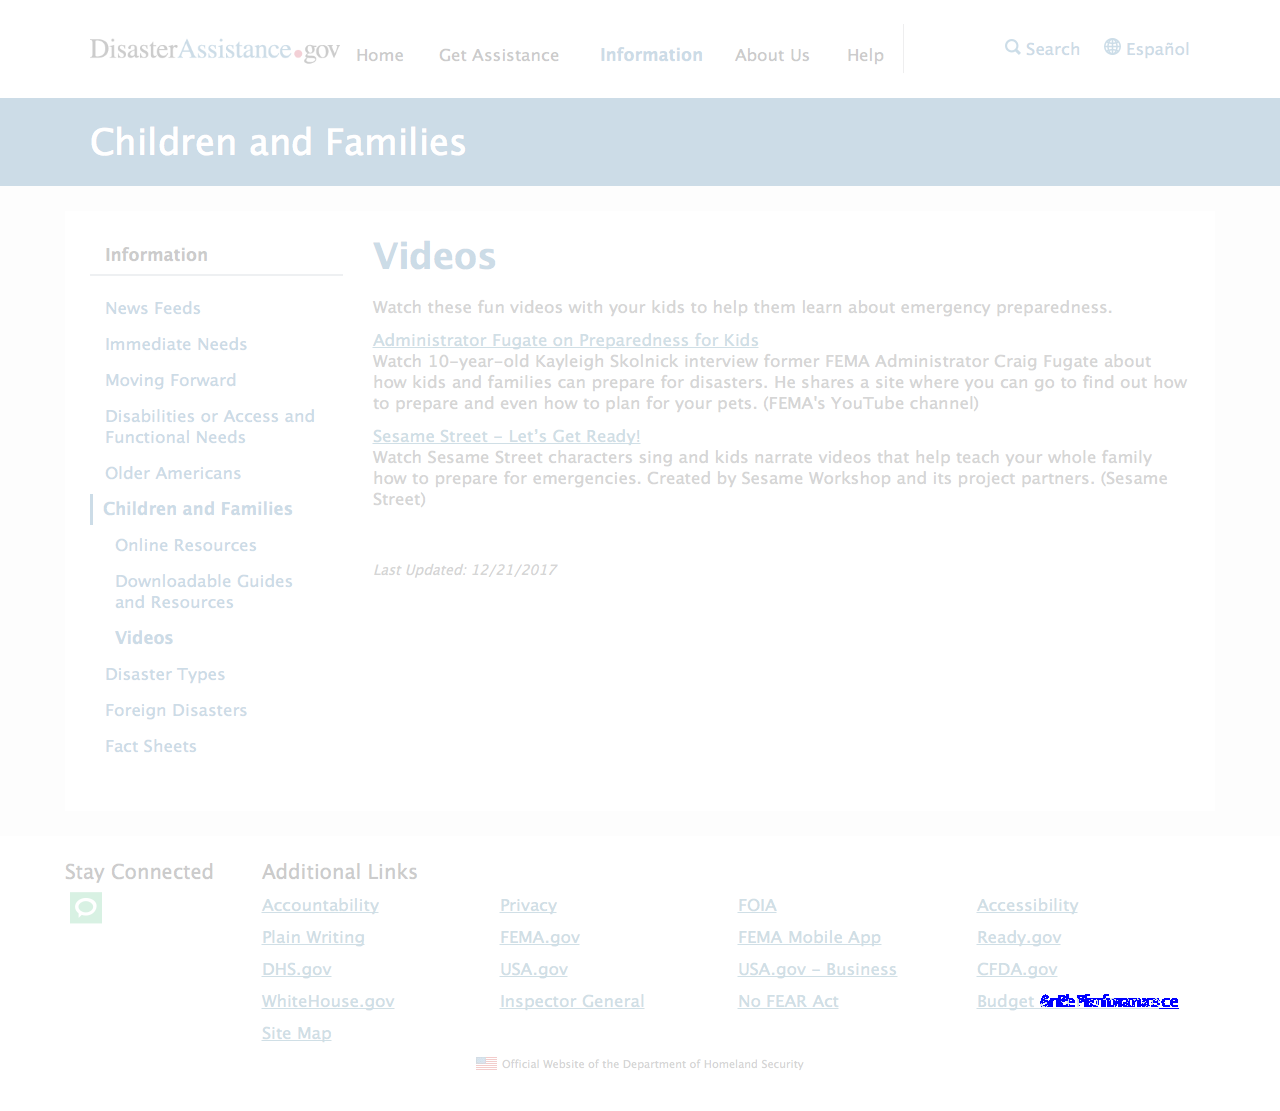 DisasterAssistance.gov
Home Get Assistance Information About Us Help Search Español
Children and Families
Information
News Feeds
Immediate Needs
Moving Forward
Disabilities or Access and
Functional Needs
Older Americans
Children and Families
Online Resources
Downloadable Guides
and Resources
Videos
Disaster Types
Foreign Disasters
Fact Sheets
Videos
Watch these fun videos with your kids to help them learn about emergency preparedness.
Administrator Fugate on Preparedness for Kids
Watch 10-year-old Kayleigh Skolnick interview former FEMA Administrator Craig Fugate about
how kids and families can prepare for disasters. He shares a site where you can go to find out how
to prepare and even how to plan for your pets. (FEMA's YouTube channel)
Sesame Street - Let's Get Ready!
Watch Sesame Street characters sing and kids narrate videos that help teach your whole family
how to prepare for emergencies. Created by Sesame Workshop and its project partners. (Sesame
Street)
Last Updated: 12/21/2017
Stay Connected
Additional Links
Accountability Privacy FOIA Accessibility
Plain Writing FEMA.gov FEMA Mobile App Ready.gov
DHS.gov USA.gov USA.gov - Business CFDA.gov
WhiteHouse.gov Inspector General No FEAR Act Budget
Site Map
Official Website of the Department of Homeland Security